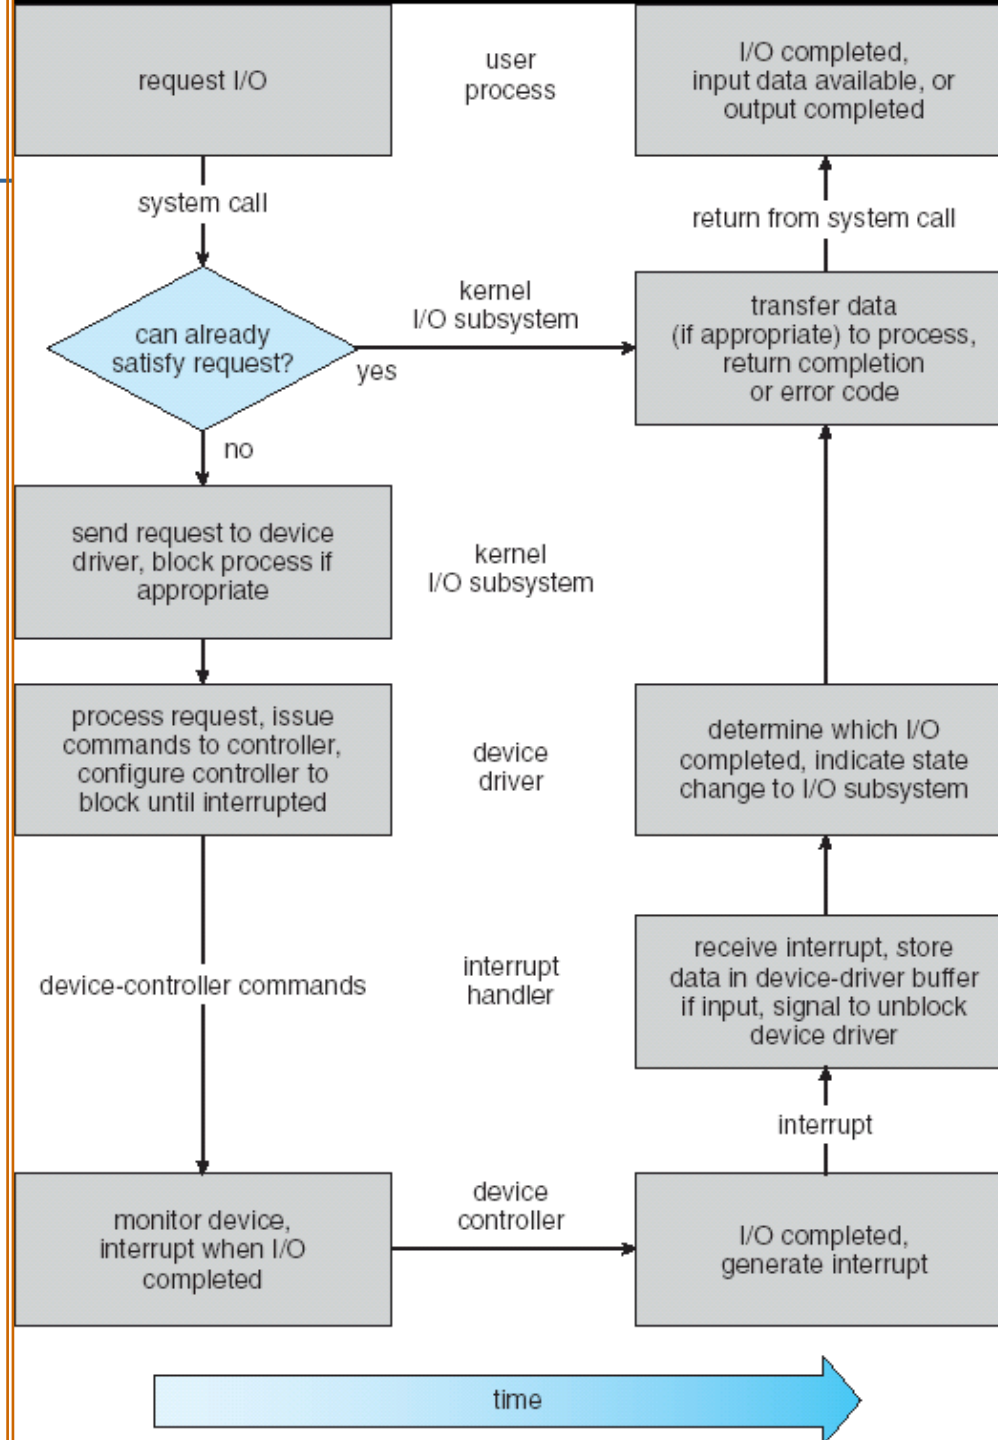 request I/O
user
process
I/O completed,
input data available, or
output completed
system call
return from system call
can already
satisfy request?
kernel
I/O subsystem
yes
transfer data
(if appropriate) to process,
return completion
or error code
no
send request to device
driver, block process if
appropriate
kernel
I/O subsystem
process request, issue
commands to controller,
configure controller to
block until interrupted
device
driver
determine which I/O
completed, indicate state
change to I/O subsystem
device-controller commands
interrupt
handler
receive interrupt, store
data in device-driver buffer
if input, signal to unblock
device driver
interrupt
monitor device,
interrupt when I/O
completed
device
controller
I/O completed,
generate interrupt
time